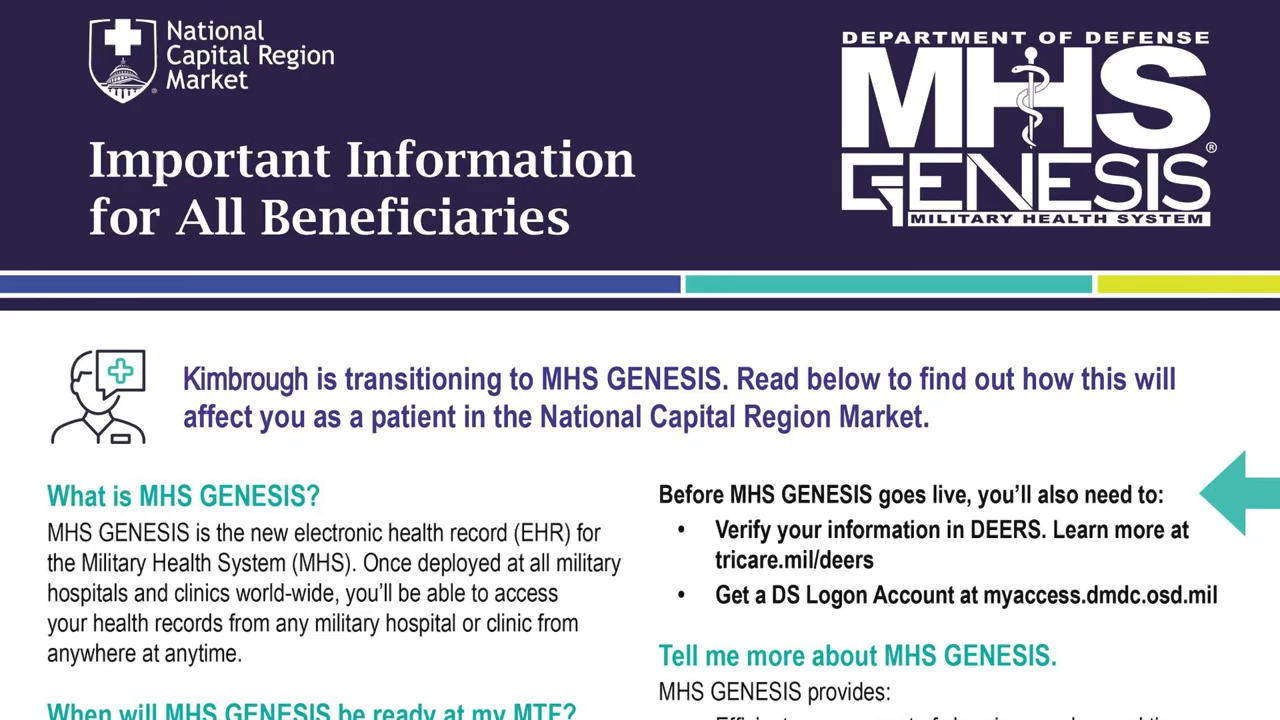 National
Capital Region
Market
Important Information
for All Beneficiaries
DEPARTMENT OF DEFENSE
MHS
GENESIS®
MILITARY HEALTH SYSTEM
Kimbrough is transitioning to MHS GENESIS. Read below to find out how this will
affect you as a patient in the National Capital Region Market.
What is MHS GENESIS?
MHS GENESIS is the new electronic health record (EHR) for
the Military Health System (MHS). Once deployed at all military
hospitals and clinics world-wide, you’ll be able to access
your health records from any military hospital or clinic from
anywhere at anytime.
When will MHS GENESIS be ready at my MTF?
Before MHS GENESIS goes live, you’ll also need to:
• Verify your information in DEERS. Learn more at
tricare.mil/deers
• Get a DS Logon Account at myaccess.dmdc.osd.mil
Tell me more about MHS GENESIS.
MHS GENESIS provides: